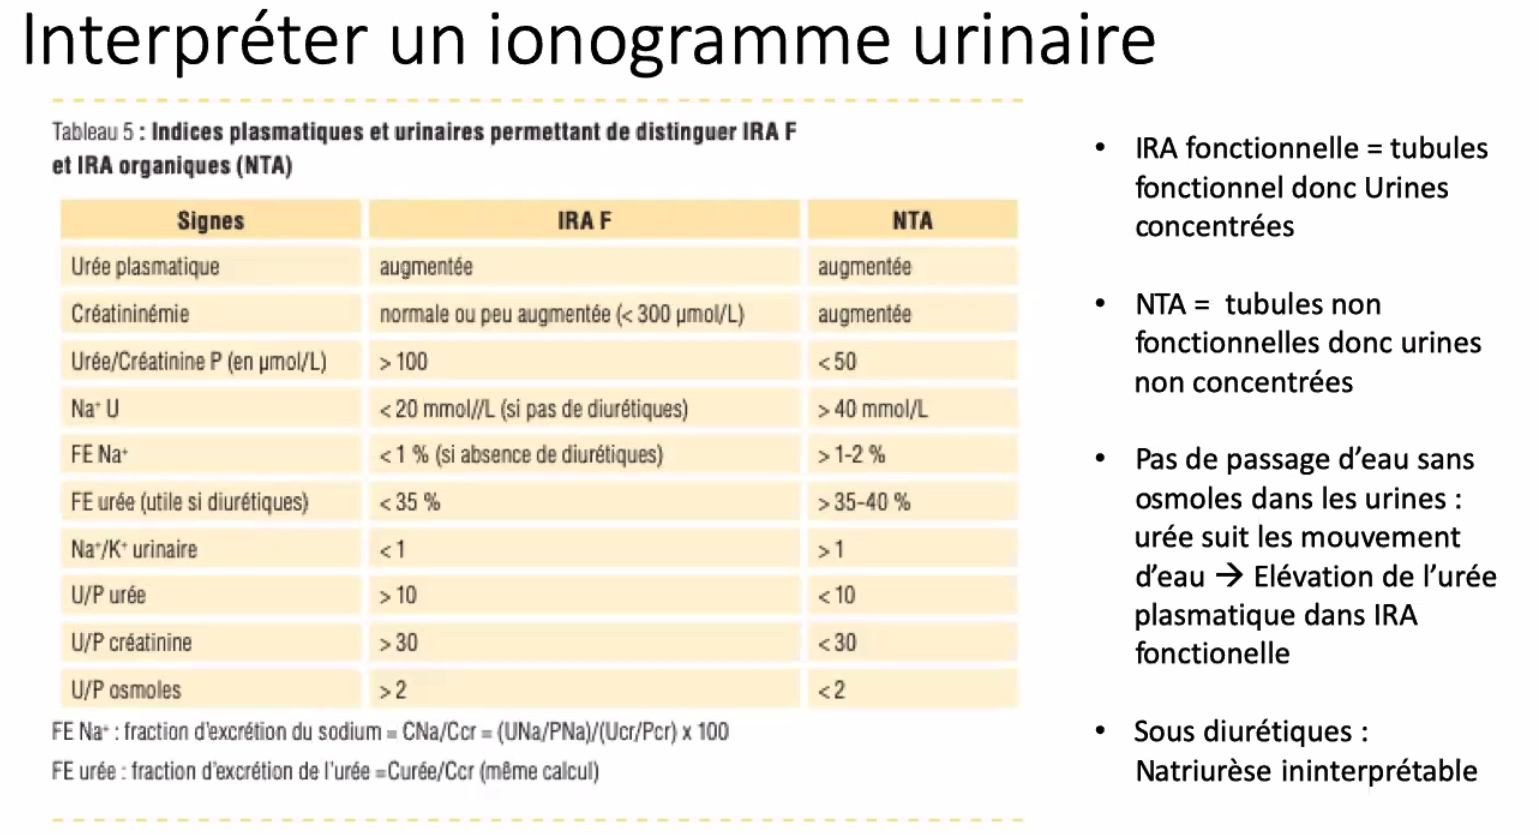 Interpréter un ionogramme urinaire
Tableau 5 : Indices plasmatiques et urinaires permettant de distinguer IRA F
et IRA organiques (NTA)
Signes IRA F NTA
Urée plasmatique augmentée augmentée
Créatininémie normale ou peu augmentée (< 300 µmol/L) augmentée
Urée/Créatinine P (en µmol/L) > 100 < 50
Na⁺ U < 20 mmol//L (si pas de diurétiques) > 40 mmol/L
FE Na⁺ < 1 % (si absence de diurétiques) > 1-2 %
FE urée (utile si diurétiques) < 35 % > 35-40 %
Na⁺/K⁺ urinaire < 1 > 1
U/P urée > 10 < 10
U/P créatinine > 30 < 30
U/P osmoles > 2 < 2
FE Na⁺ : fraction d'excrétion du sodium = CNa/Ccr = (UNa/PNa)/(Ucr/Pcr) x 100
FE urée : fraction d'excrétion de l'urée =Curée/Ccr (même calcul)
• IRA fonctionnelle = tubules
fonctionnel donc Urines
concentrées
• NTA = tubules non
fonctionnelles donc urines
non concentrées
• Pas de passage d'eau sans
osmoles dans les urines :
urée suit les mouvement
d'eau → Elévation de l'urée
plasmatique dans IRA
fonctionelle
• Sous diurétiques :
Natriurèse ininterprétable